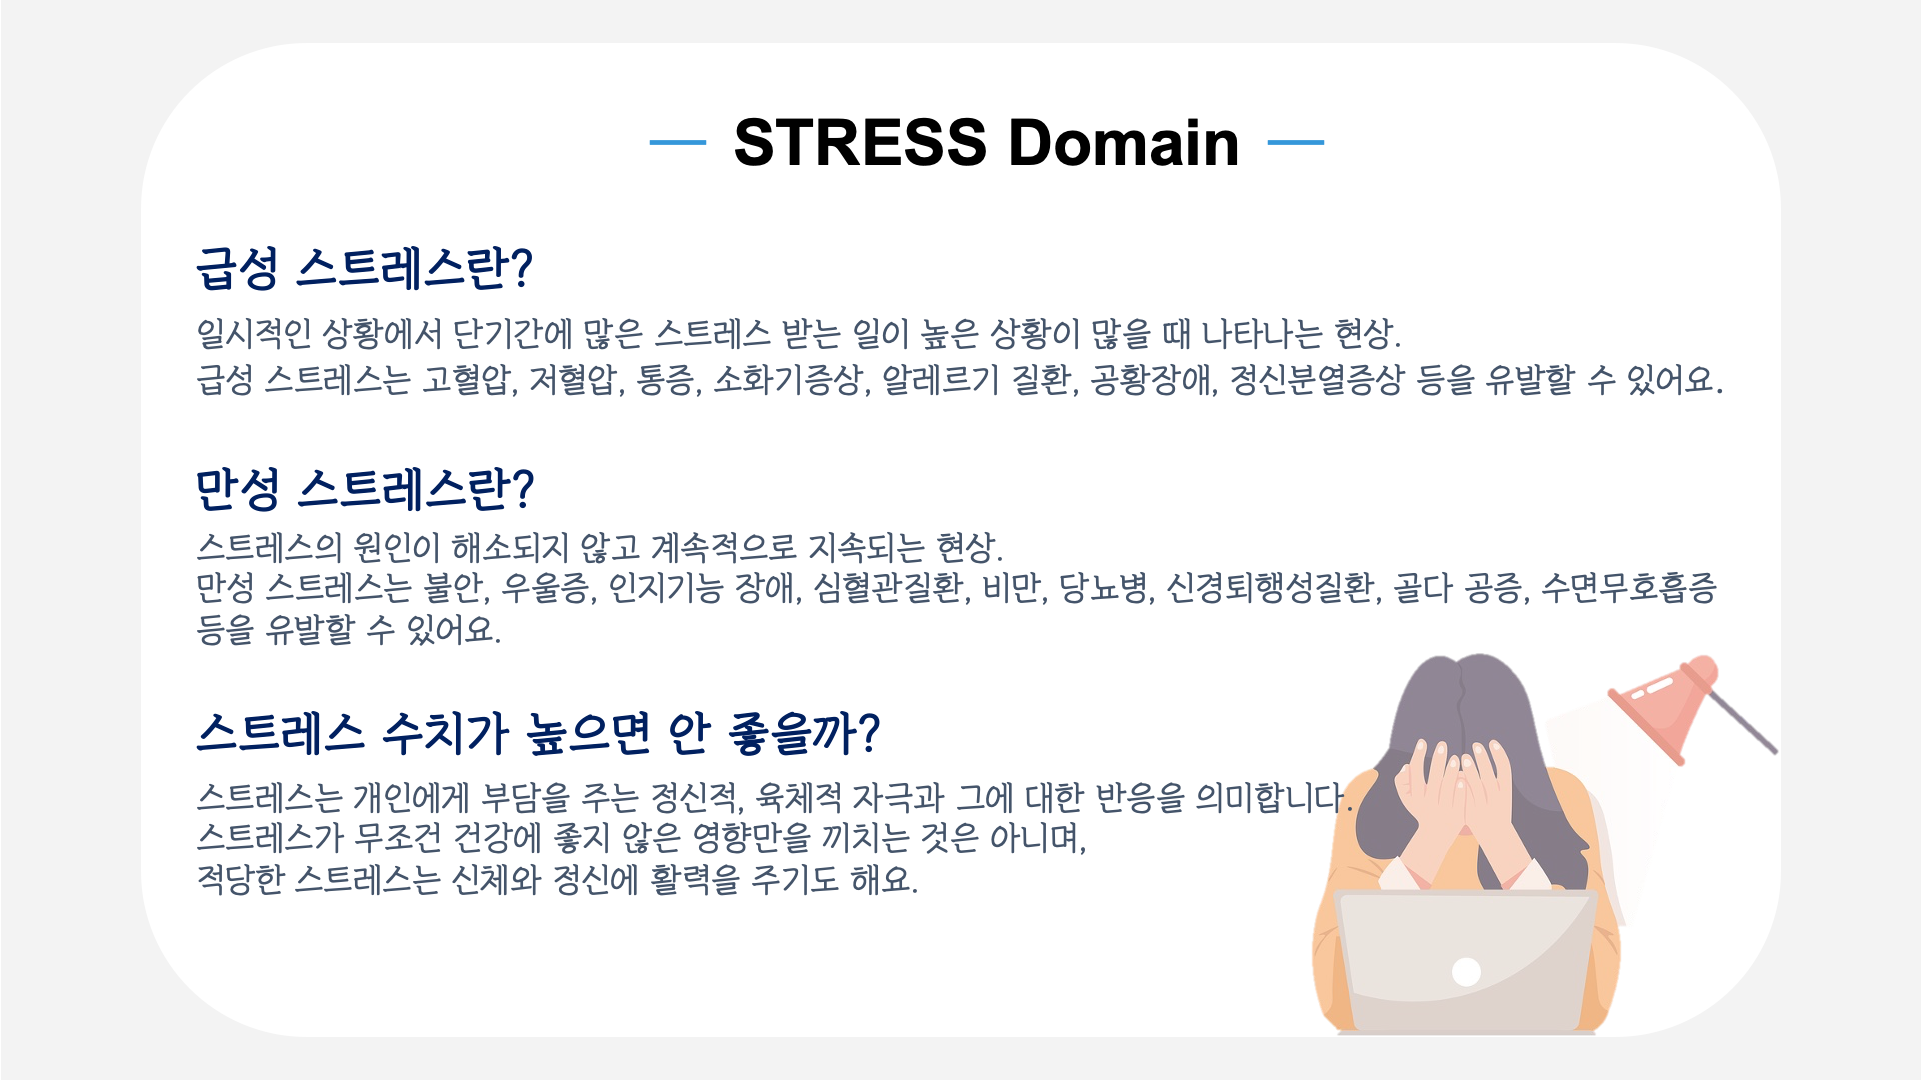 STRESS Domain
급성 스트레스란?
일시적인 상황에서 단기간에 많은 스트레스 받는 일이 높은 상황이 많을 때 나타나는 현상.
급성 스트레스는 고혈압, 저혈압, 통증, 소화기증상, 알레르기 질환, 공황장애, 정신분열증상 등을 유발할 수 있어요.
만성 스트레스란?
스트레스의 원인이 해소되지 않고 계속적으로 지속되는 현상.
만성 스트레스는 불안, 우울증, 인지기능 장애, 심혈관질환, 비만, 당뇨병, 신경퇴행성질환, 골다 공증, 수면무호흡증
등을 유발할 수 있어요.
스트레스 수치가 높으면 안 좋을까?
스트레스는 개인에게 부담을 주는 정신적, 육체적 자극과 그에 대한 반응을 의미합니다.
스트레스가 무조건 건강에 좋지 않은 영향만을 끼치는 것은 아니며,
적당한 스트레스는 신체와 정신에 활력을 주기도 해요.